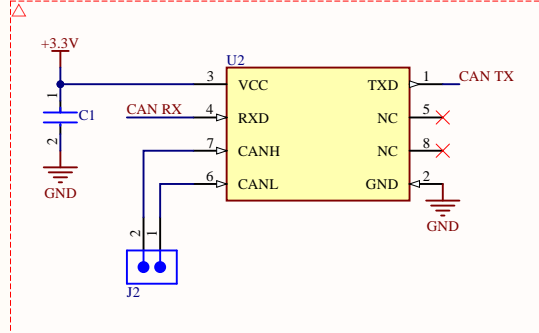 +3.3V
U2
3 VCC TXD 1 CAN TX
1
C1
CAN RX 4 RXD NC 5
2
7 CANH NC 8
GND
6 CANL GND 2
GND
2 1
J2